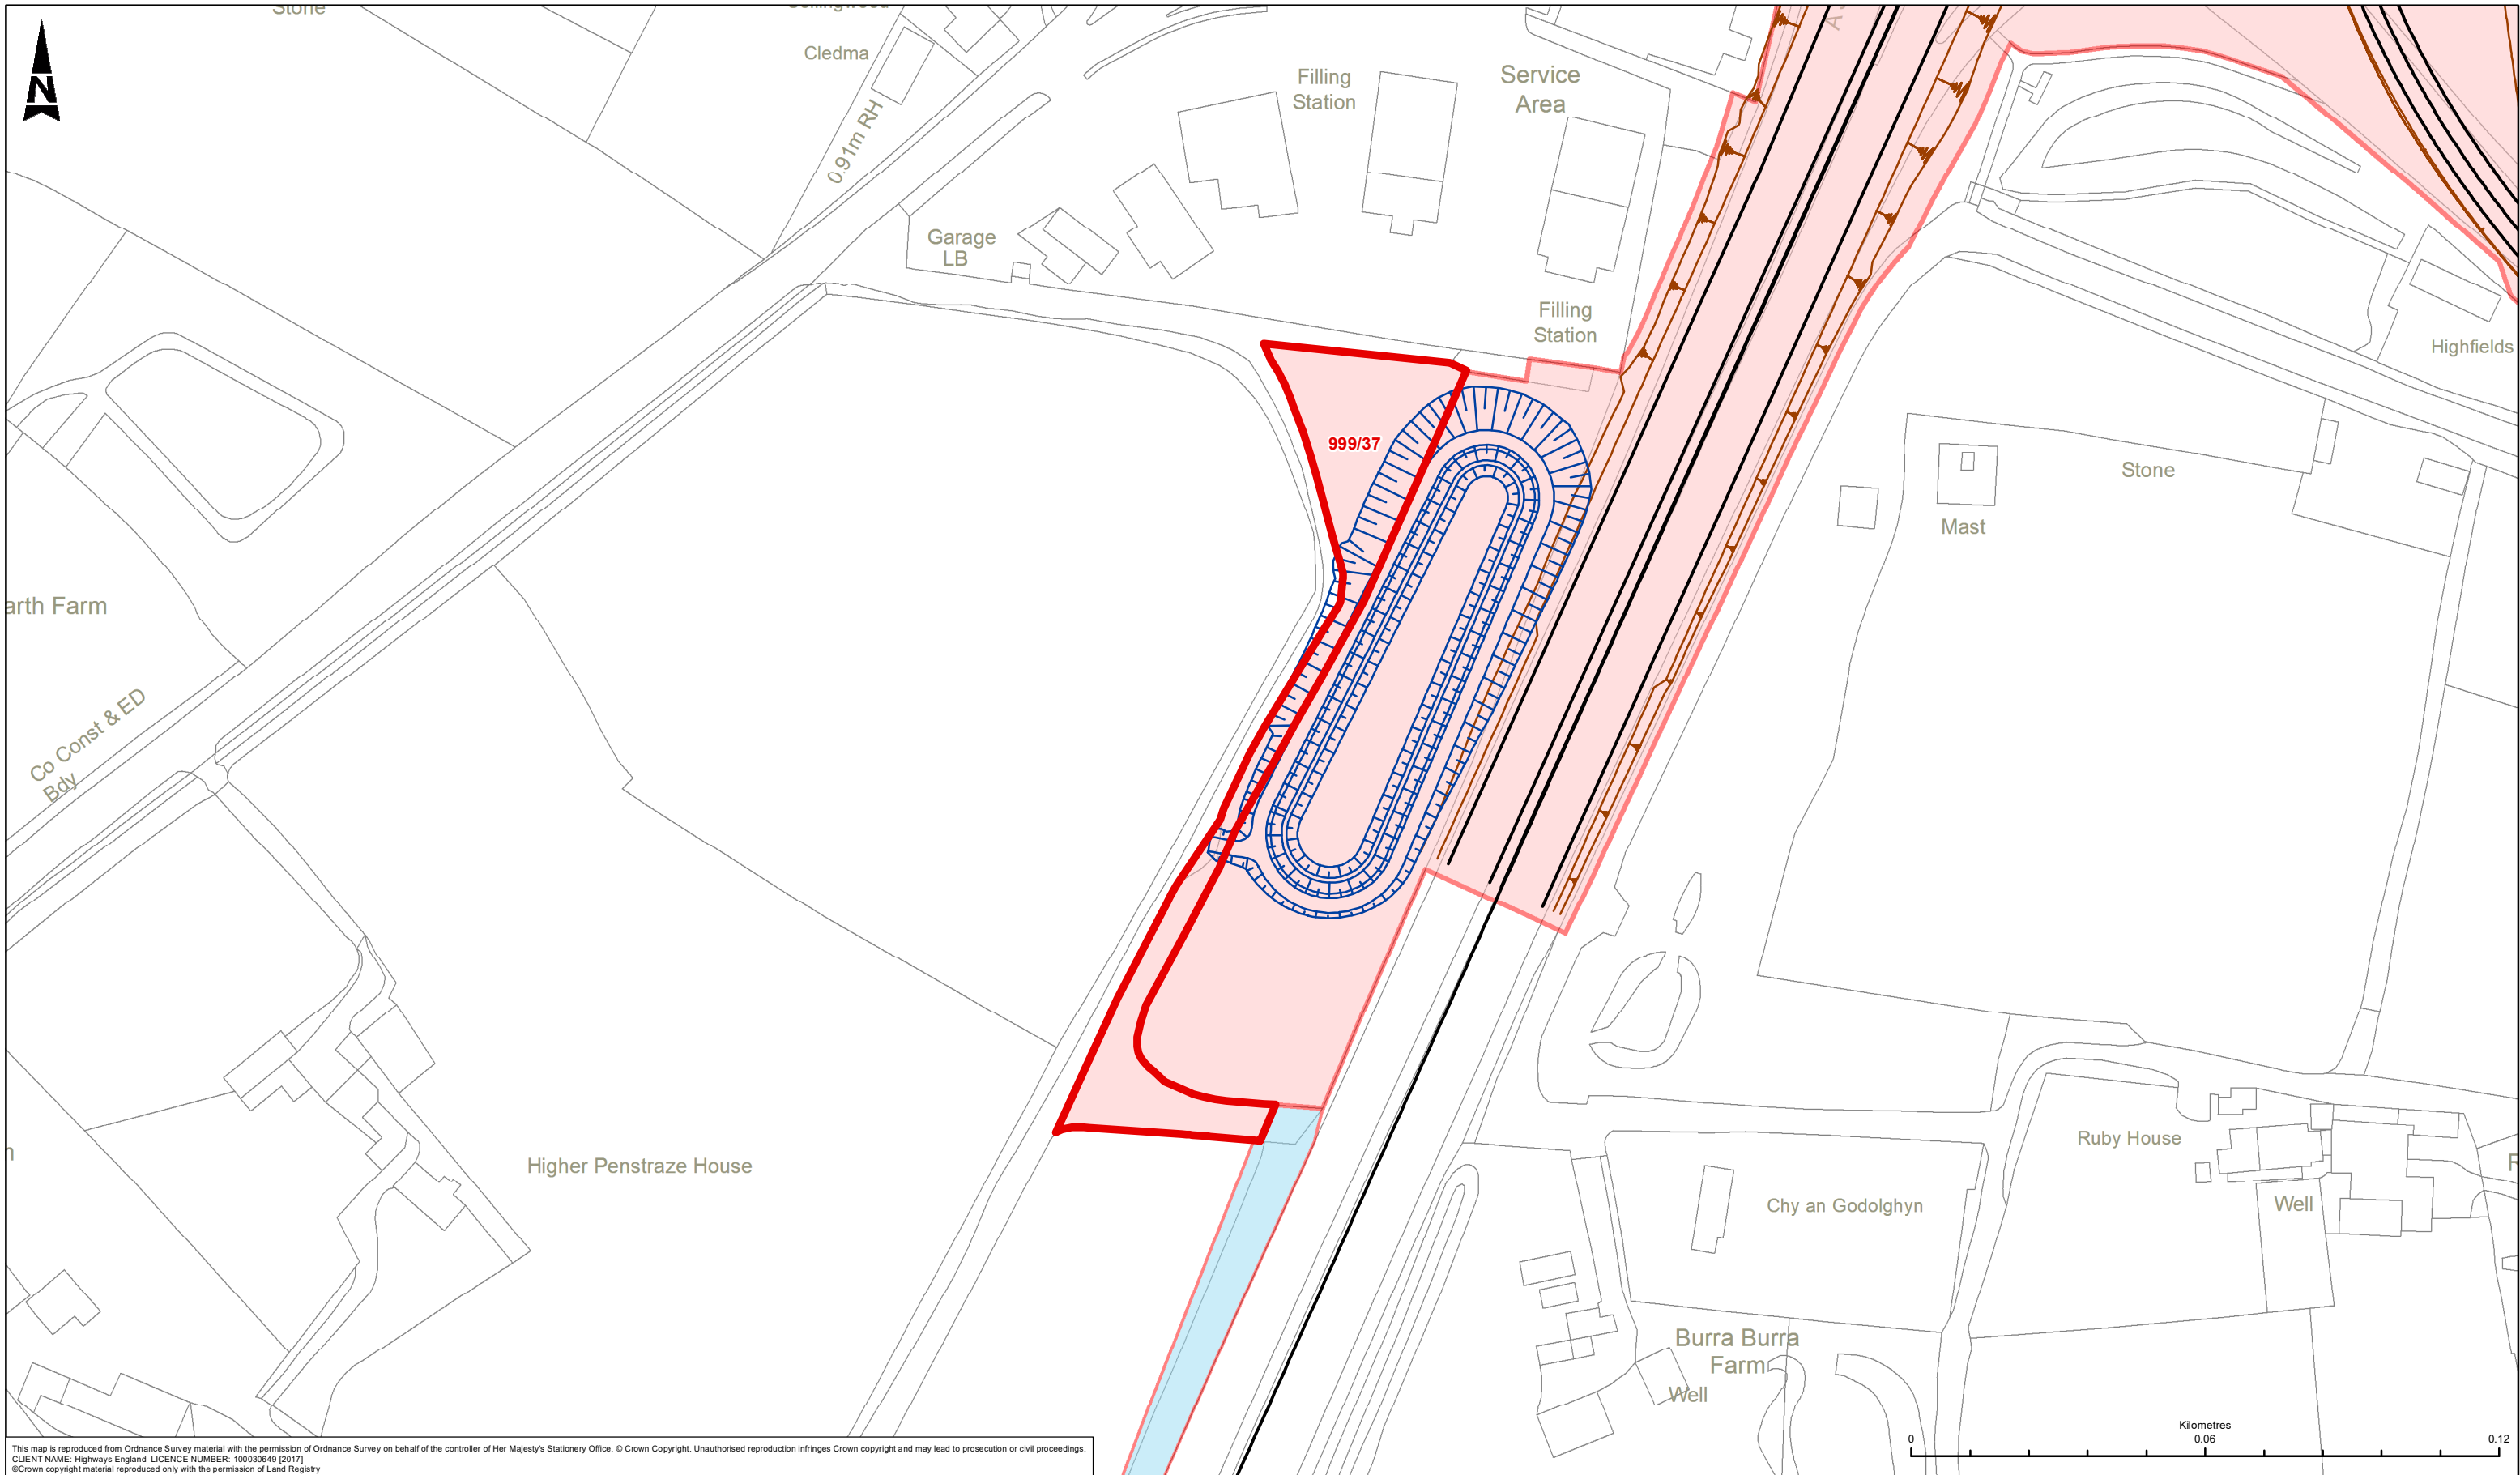 Stone
Cledma
0.91m RH
N
Filling
Station
Service
Area
Garage
LB
Filling
Station
Highfields
999/37
Stone
Mast
arth Farm
Co Const & ED
Bdy
Higher Penstraze House
Ruby House
Chy an Godolghyn
Well
Burra Burra
Farm
Well
Kilometres
0 0.06 0.12
This map is reproduced from Ordnance Survey material with the permission of Ordnance Survey on behalf of the controller of Her Majesty's Stationery Office. © Crown Copyright. Unauthorised reproduction infringes Crown copyright and may lead to prosecution or civil proceedings.
CLIENT NAME: Highways England LICENCE NUMBER: 100030649 [2017]
©Crown copyright material reproduced only with the permission of Land Registry